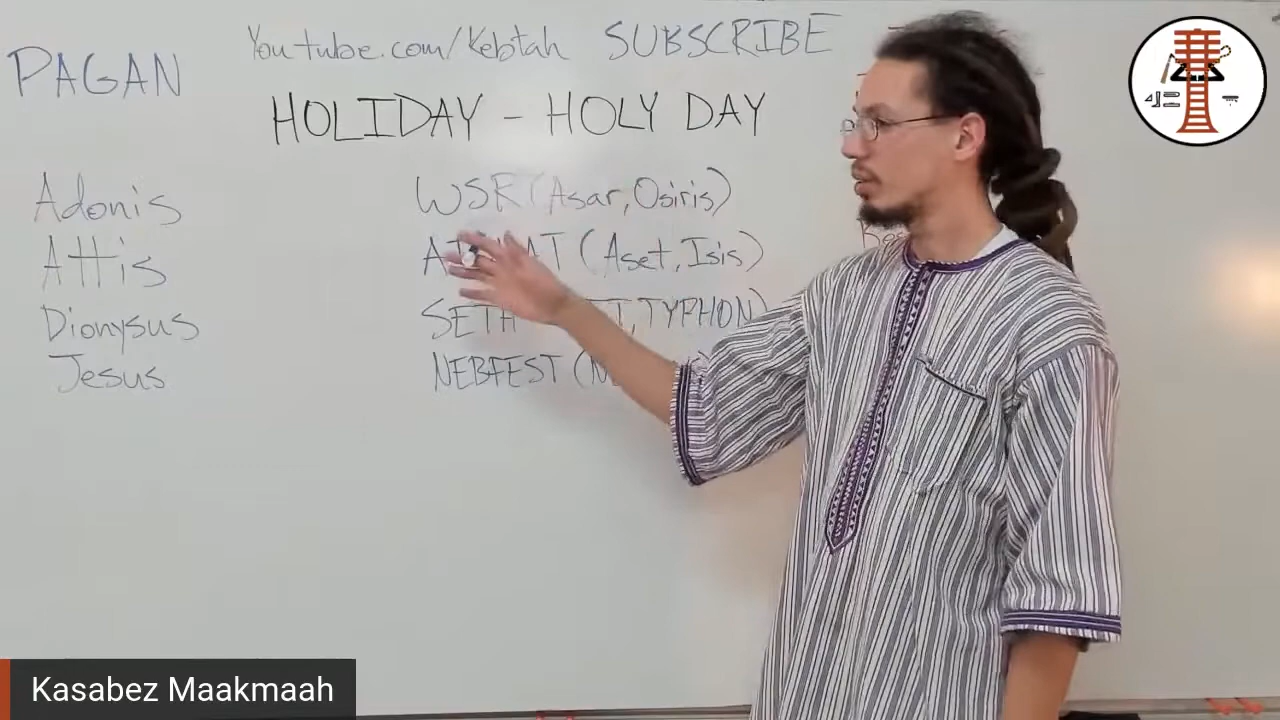 PAGAN
Youtube.com/Kebtah SUBSCRIBE
HOLIDAY - HOLY DAY
Adonis
Attis
Dionysus
Jesus
WSR (Asar, Osiris)
(Aset, Isis)
SETH TYPHON)
NEBFEST
Kasabez Maakmaah